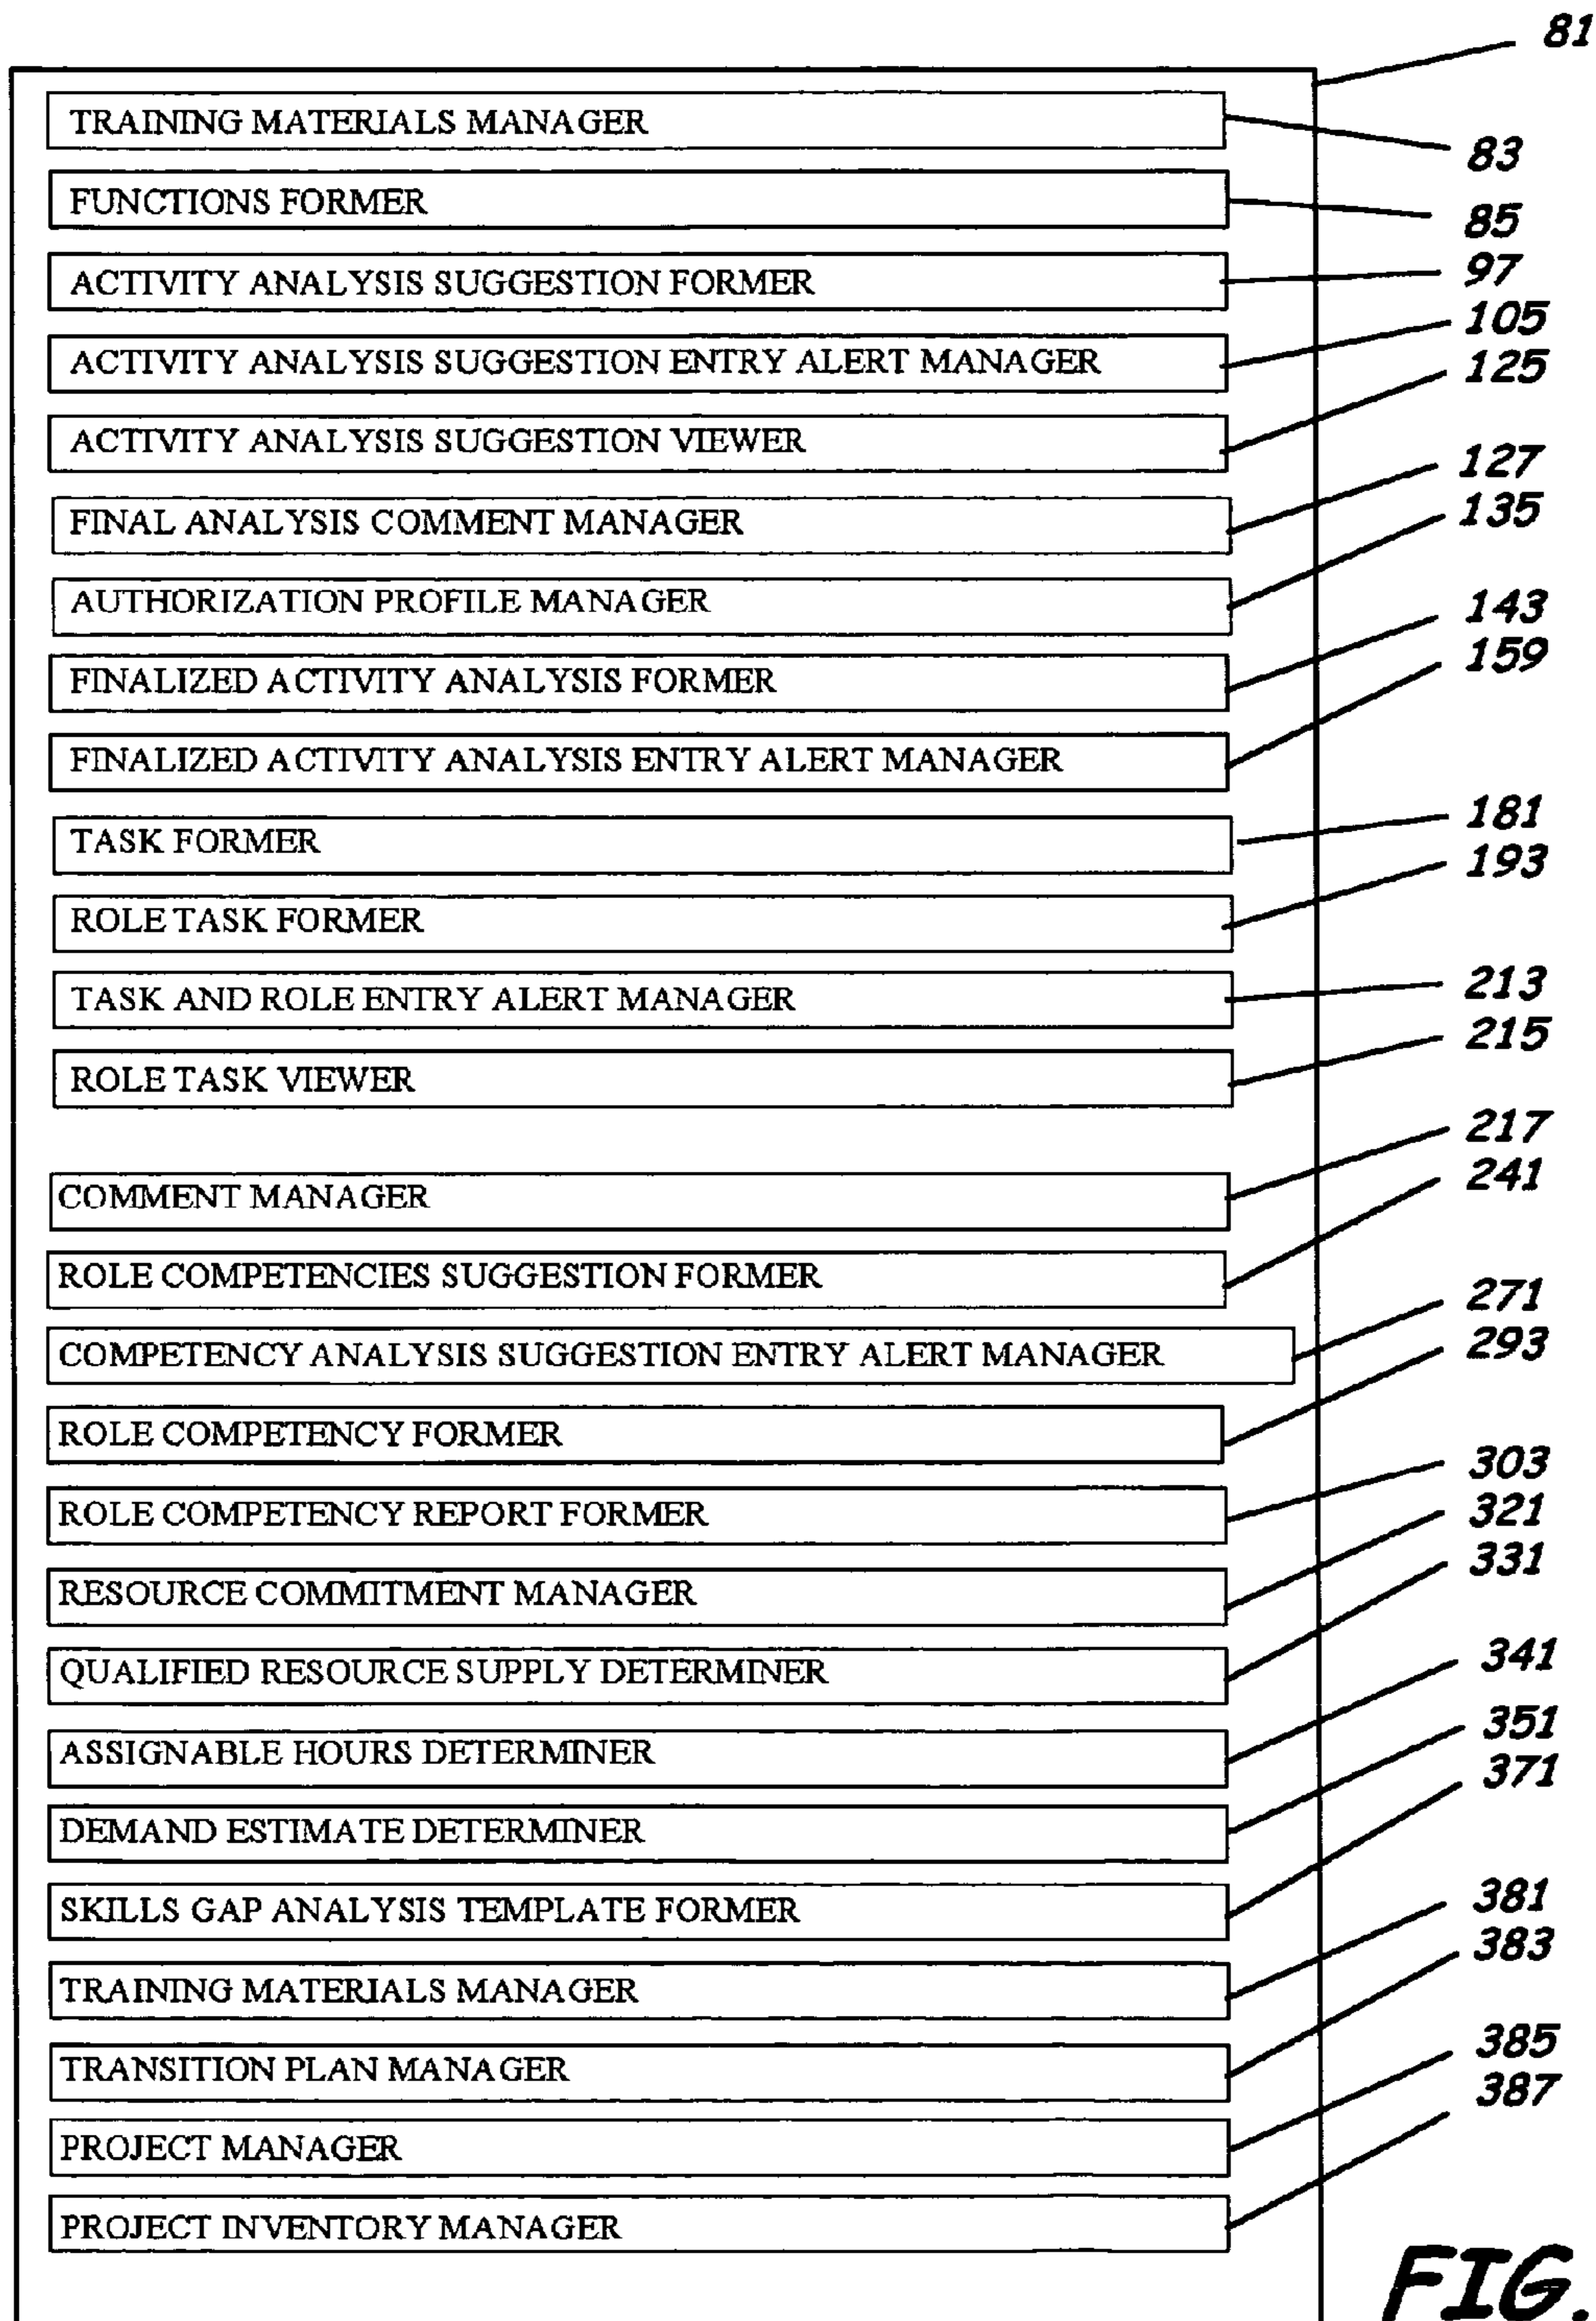 81
TRAINING MATERIALS MANAGER
83
FUNCTIONS FORMER
85
ACTIVITY ANALYSIS SUGGESTION FORMER
97
ACTIVITY ANALYSIS SUGGESTION ENTRY ALERT MANAGER
105
ACTIVITY ANALYSIS SUGGESTION VIEWER
125
FINAL ANALYSIS COMMENT MANAGER
127
AUTHORIZATION PROFILE MANAGER
135
FINALIZED ACTIVITY ANALYSIS FORMER
143
FINALIZED ACTIVITY ANALYSIS ENTRY ALERT MANAGER
159
TASK FORMER
181
ROLE TASK FORMER
193
TASK AND ROLE ENTRY ALERT MANAGER
213
ROLE TASK VIEWER
215
COMMENT MANAGER
217
ROLE COMPETENCIES SUGGESTION FORMER
241
COMPETENCY ANALYSIS SUGGESTION ENTRY ALERT MANAGER
271
ROLE COMPETENCY FORMER
293
ROLE COMPETENCY REPORT FORMER
303
RESOURCE COMMITMENT MANAGER
321
QUALIFIED RESOURCE SUPPLY DETERMINER
331
ASSIGNABLE HOURS DETERMINER
341
DEMAND ESTIMATE DETERMINER
351
SKILLS GAP ANALYSIS TEMPLATE FORMER
371
TRAINING MATERIALS MANAGER
381
TRANSITION PLAN MANAGER
383
PROJECT MANAGER
385
PROJECT INVENTORY MANAGER
387
FIG.